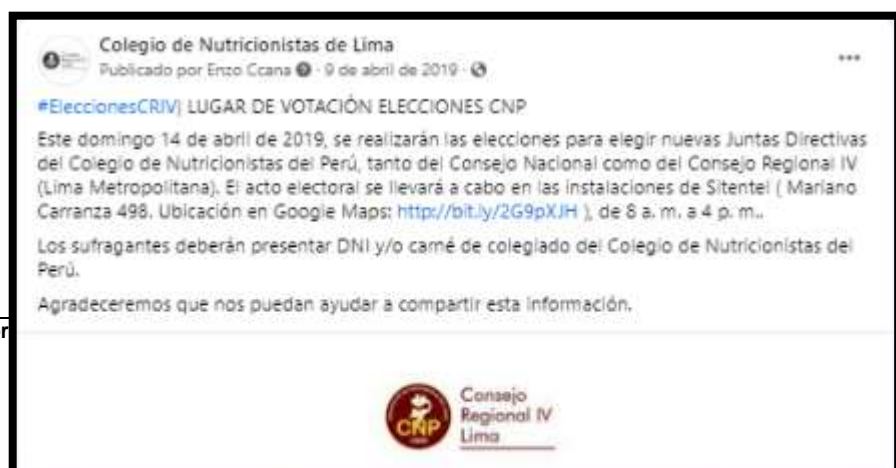 Colegio de Nutricionistas de Lima
Publicado por Enzo Ccana · 9 de abril de 2019 ·
#EleccionesCRIV| LUGAR DE VOTACIÓN ELECCIONES CNP
Este domingo 14 de abril de 2019, se realizarán las elecciones para elegir nuevas Juntas Directivas
del Colegio de Nutricionistas del Perú, tanto del Consejo Nacional como del Consejo Regional IV
(Lima Metropolitana). El acto electoral se llevará a cabo en las instalaciones de Sitentel ( Mariano
Carranza 498. Ubicación en Google Maps: http://bit.ly/2G9pXJH ), de 8 a. m. a 4 p. m..
Los sufragantes deberán presentar DNI y/o carné de colegiado del Colegio de Nutricionistas del
Perú.
Agradeceremos que nos puedan ayudar a compartir esta información.
CNP
Consejo
Regional IV
Lima